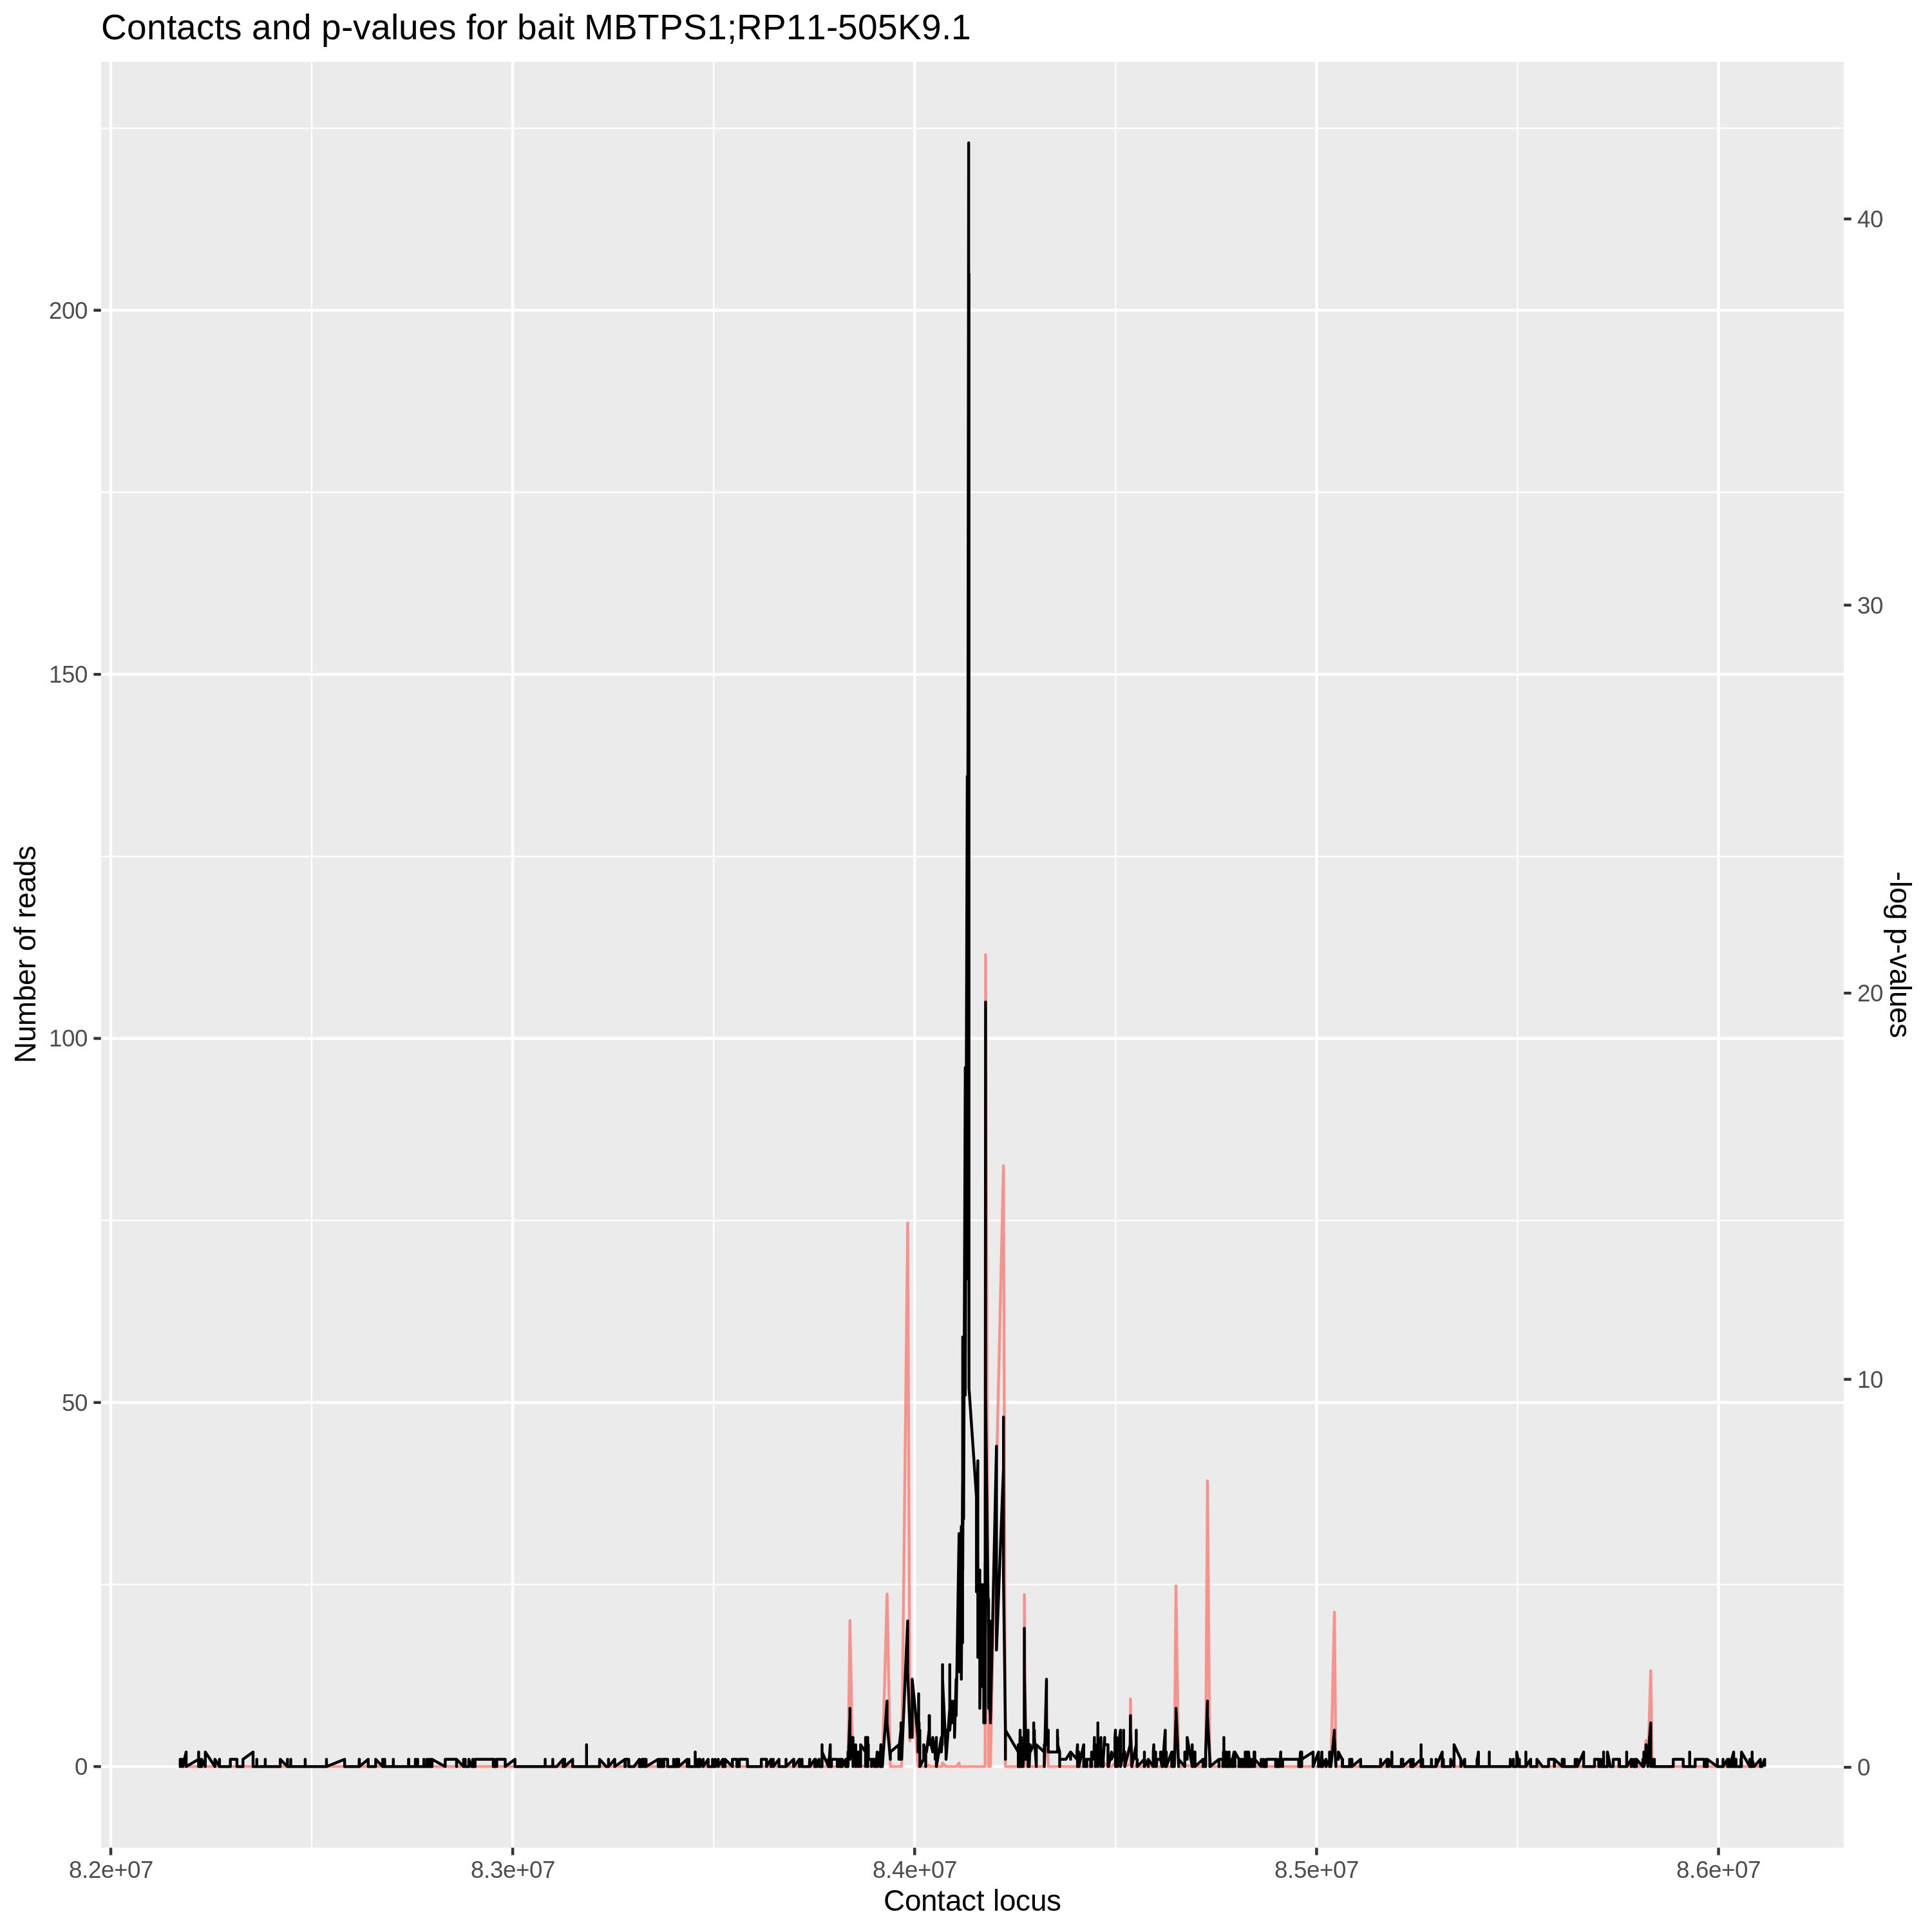 Contacts and p-values for bait MBTPS1;RP11-505K9.1
200
150
100
50
0
Number of reads
40
30
20
10
0
-log p-values
8.2e+07
8.3e+07
8.4e+07
8.5e+07
8.6e+07
Contact locus